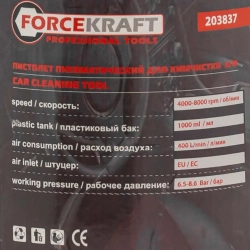 FORCEKRAFT
PROFESSIONAL TOOLS
203837
ПИСТОЛЕТ ПНЕВМАТИЧЕСКИЙ ДЛЯ ХИМЧИСТКИ
CAR CLEANING TOOL
speed / скорость:
4000-8000 rpm / об/мин
plastic tank / пластиковый бак:
1000 ml / мл
air consumption / расход воздуха:
400 L/min / л/мин
air inlet / штуцер:
EU / EC
working pressure / рабочее давление:
6,5-8,6 Bar / бар